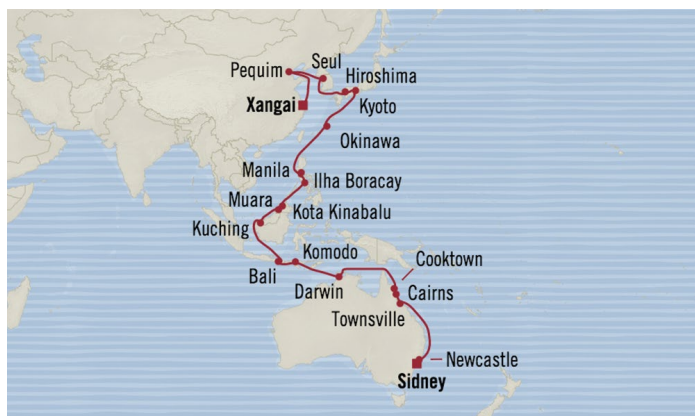 Seul
Pequim
Hiroshima
Xangai
Kyoto
Okinawa
Manila
Ilha Boracay
Muara
Kota Kinabalu
Kuching
Komodo
Cooktown
Bali
Darwin
Cairns
Townsville
Newcastle
Sidney